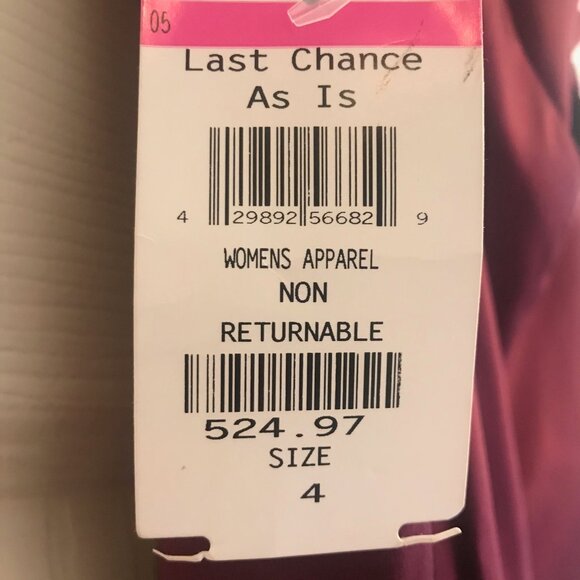 05
Last Chance
As Is
4 29892 56682 9
WOMENS APPAREL
NON
RETURNABLE
524.97
SIZE
4